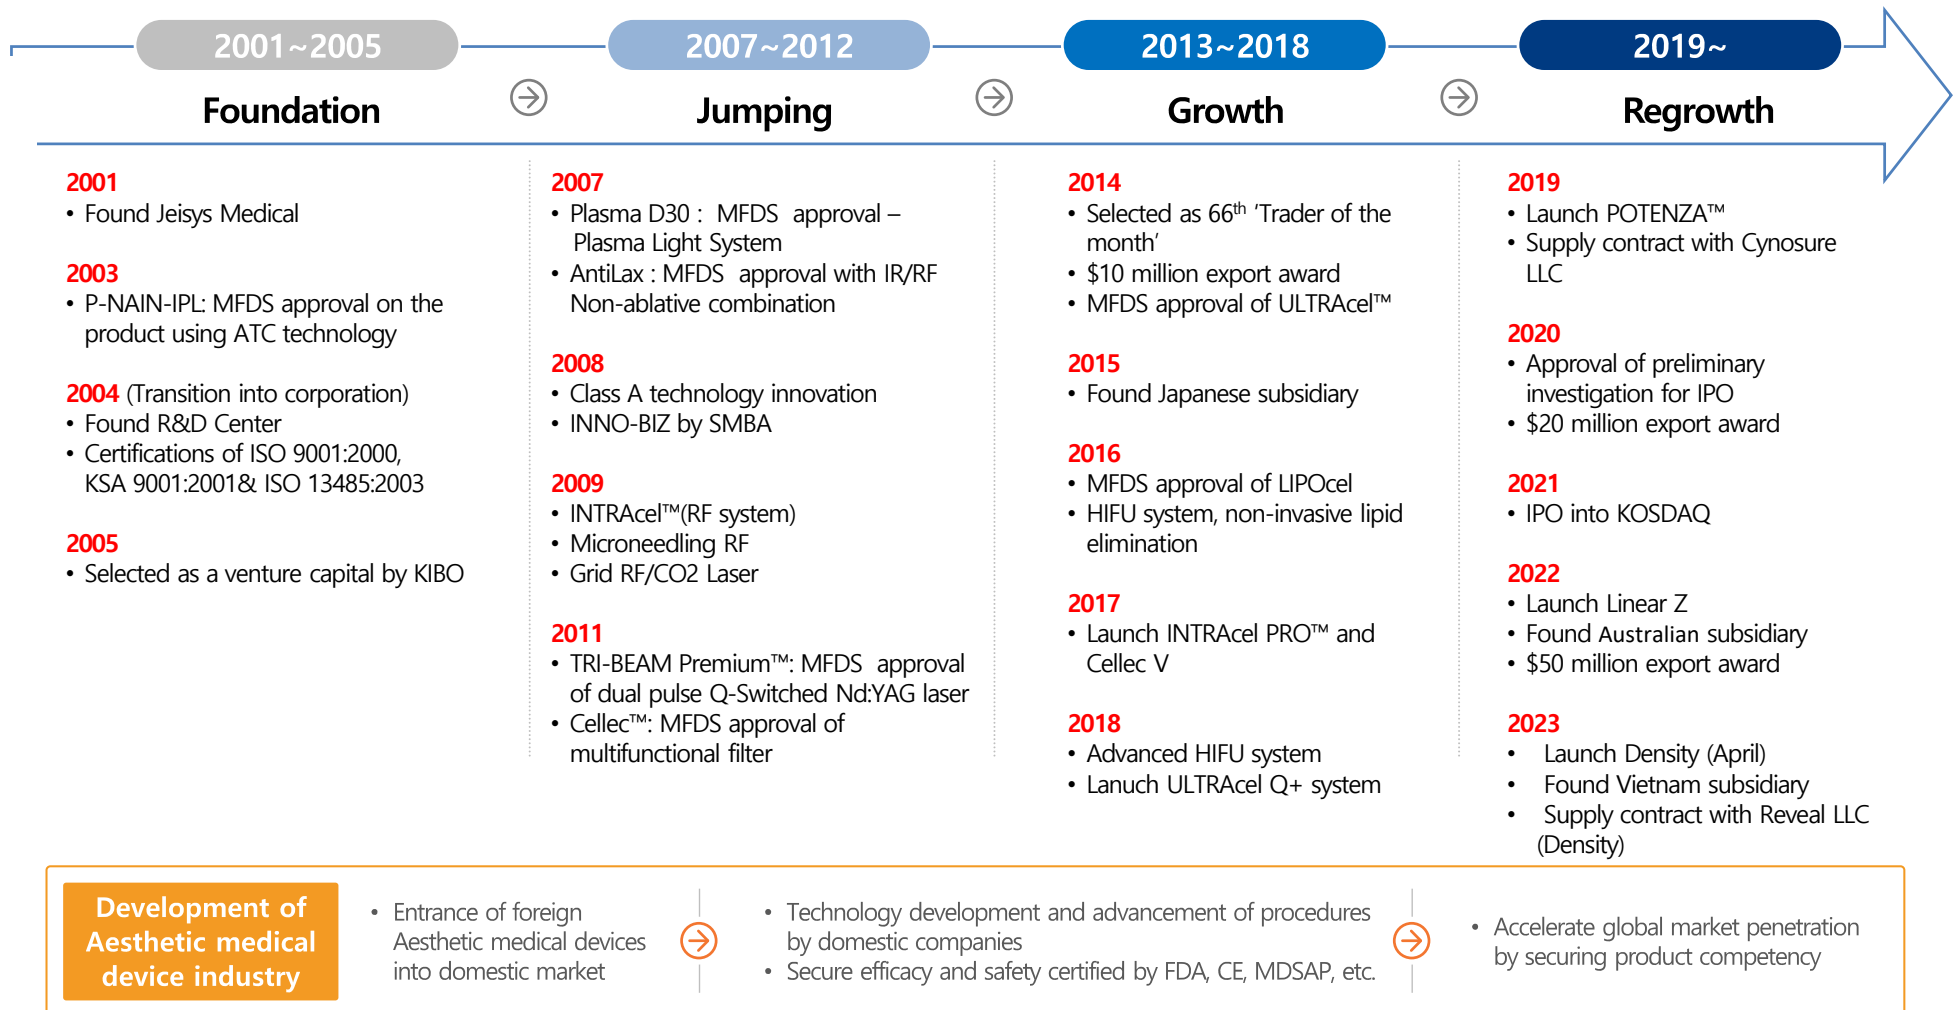 2001~2005
2007~2012
2013~2018
2019~
Foundation
Jumping
Growth
Regrowth
2001
• Found Jeisys Medical
2003
• P-NAIN-IPL: MFDS approval on the
product using ATC technology
2004 (Transition into corporation)
• Found R&D Center
• Certifications of ISO 9001:2000,
KSA 9001:2001& ISO 13485:2003
2005
• Selected as a venture capital by KIBO
2007
• Plasma D30 : MFDS approval –
Plasma Light System
• AntiLax : MFDS approval with IR/RF
Non-ablative combination
2008
• Class A technology innovation
• INNO-BIZ by SMBA
2009
• INTRAcel™(RF system)
• Microneedling RF
• Grid RF/CO2 Laser
2011
• TRI-BEAM Premium™: MFDS approval
of dual pulse Q-Switched Nd:YAG laser
• Cellec™: MFDS approval of
multifunctional filter
2014
• Selected as 66th ‘Trader of the
month’
• $10 million export award
• MFDS approval of ULTRAcel™
2015
• Found Japanese subsidiary
2016
• MFDS approval of LIPOcel
• HIFU system, non-invasive lipid
elimination
2017
• Launch INTRAcel PRO™ and
Cellec V
2018
• Advanced HIFU system
• Lanuch ULTRAcel Q+ system
2019
• Launch POTENZA™
• Supply contract with Cynosure
LLC
2020
• Approval of preliminary
investigation for IPO
• $20 million export award
2021
• IPO into KOSDAQ
2022
• Launch Linear Z
• Found Australian subsidiary
• $50 million export award
2023
• Launch Density (April)
• Found Vietnam subsidiary
• Supply contract with Reveal LLC
(Density)
Development of
Aesthetic medical
device industry
• Entrance of foreign
Aesthetic medical devices
into domestic market
• Technology development and advancement of procedures
by domestic companies
• Secure efficacy and safety certified by FDA, CE, MDSAP, etc.
• Accelerate global market penetration
by securing product competency